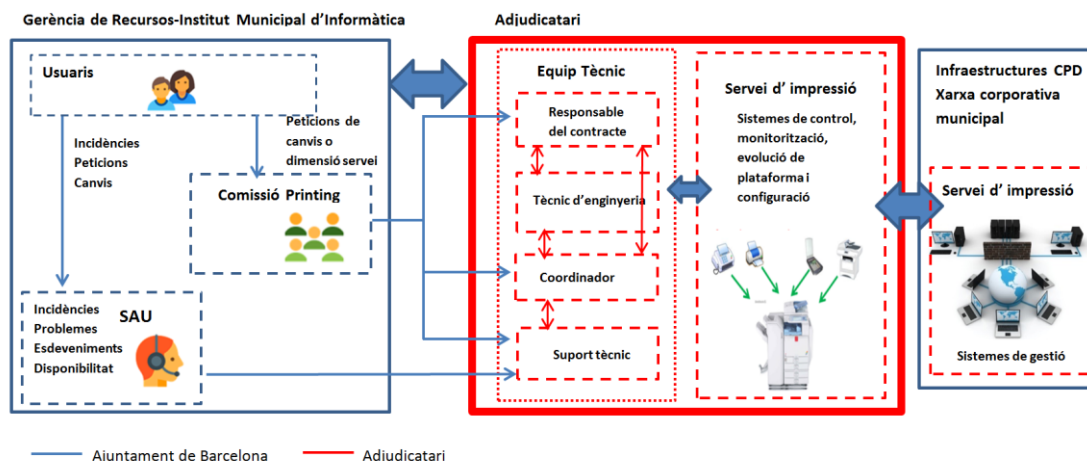 Gerència de Recursos-Institut Municipal d'Informàtica
Adjudicatari
Usuaris
Incidències
Peticions
Canvis
Peticions de
canvis o
dimensió servei
Comissió Printing
SAU
Incidències
Problemes
Esdeveniments
Disponibilitat
Equip Tècnic
Responsable
del contracte
Tècnic d'enginyeria
Coordinador
Suport tècnic
Servei d' impressió
Sistemes de control,
monitorització,
evolució de
plataforma i
configuració
Infraestructures CPD
Xarxa corporativa
municipal
Servei d' impressió
Sistemes de gestió
Ajuntament de Barcelona
Adjudicatari